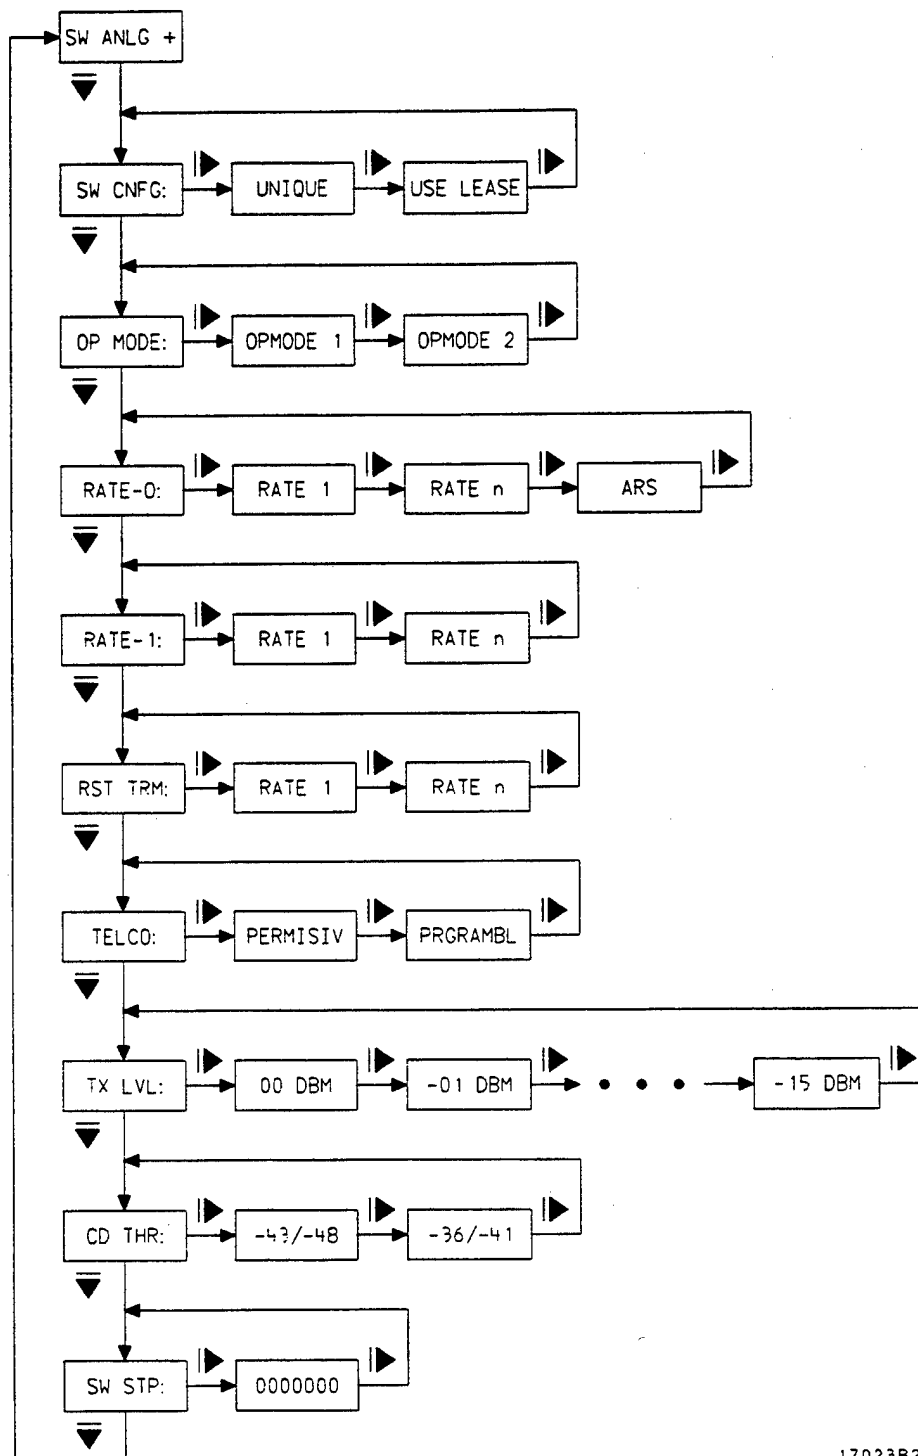 SW ANLG +
SW CNFG: UNIQUE USE LEASE
OP MODE: OPMODE 1 OPMODE 2
RATE-0: RATE 1 RATE n ARS
RATE-1: RATE 1 RATE n
RST TRM: RATE 1 RATE n
TELCO: PERMISIV PRGRAMBL
TX LVL: 00 DBM -01 DBM • • • -15 DBM
CD THR: -43/-48 -36/-41
SW STP: 0000000